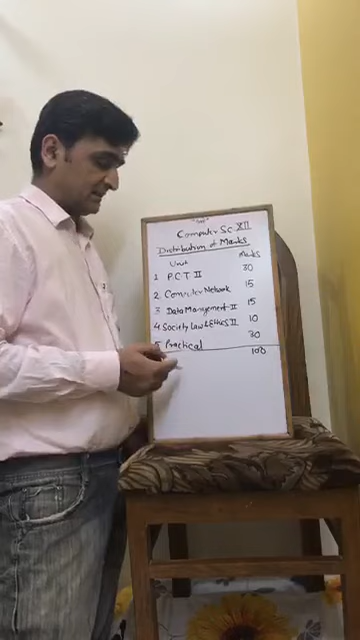 Computer Sc XII
Distribution of Marks
Unit Marks
1 P.C T II 30
2 Computer Network 15
3 Data Management II 15
4 Society Law & Ethics II 10
5 Practical 30
100